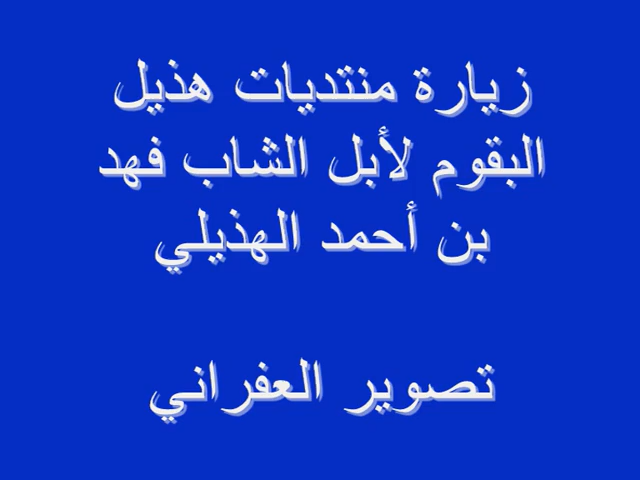 زيارة منتديات هذيل
البقوم لأبل الشاب فهد
بن أحمد الهذيلي
تصوير العفراني